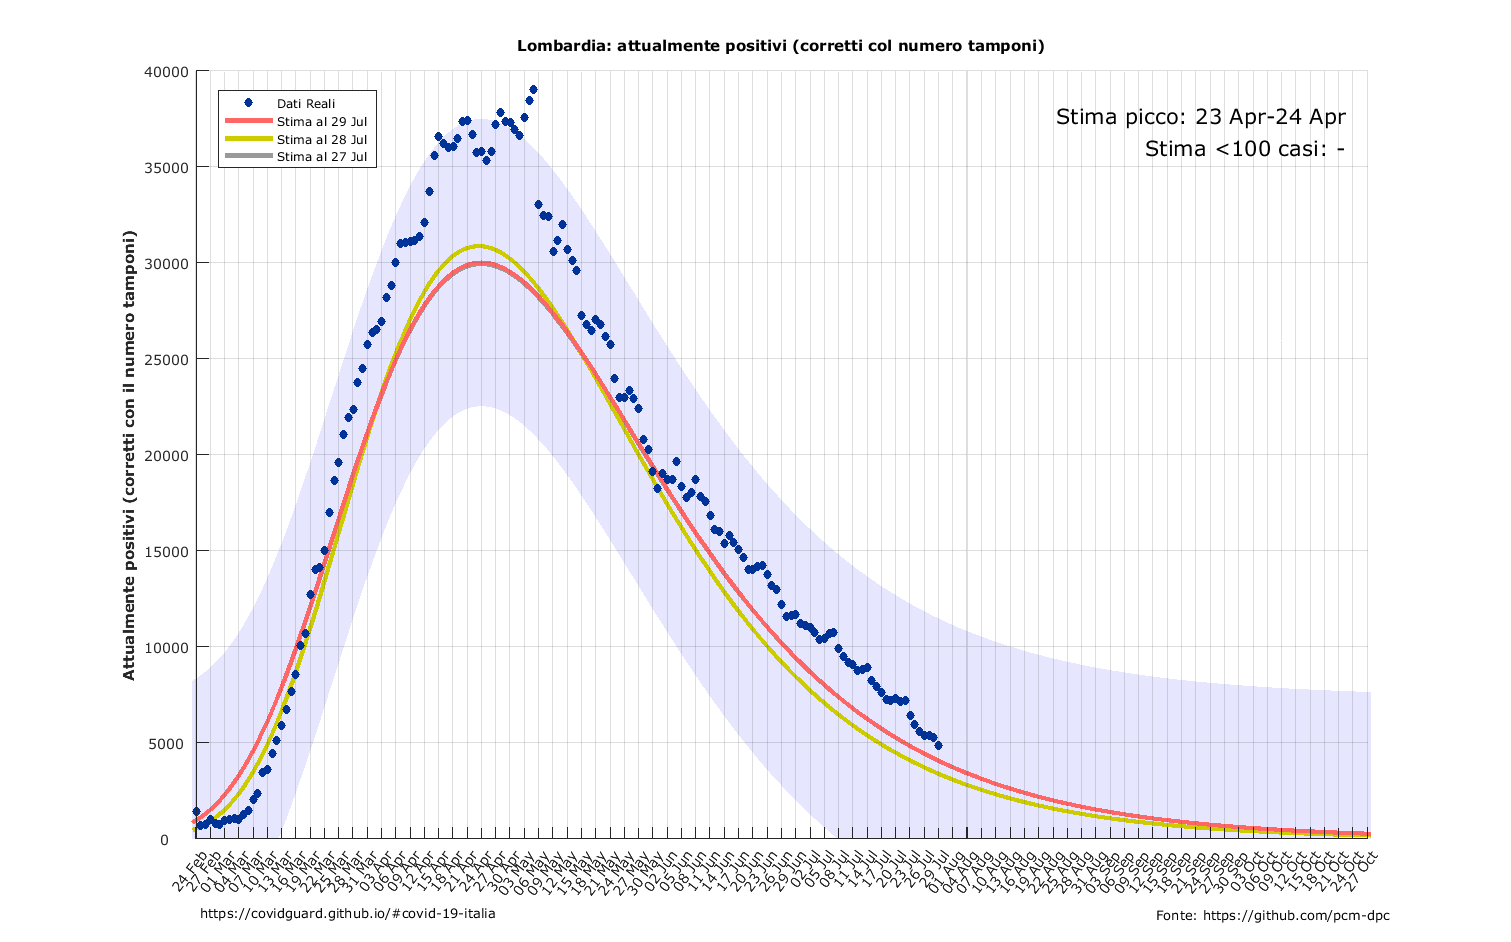 Lombardia: attualmente positivi (corretti col numero tamponi)
Attualmente positivi (corretti con il numero tamponi)
40000
35000
30000
25000
20000
15000
10000
5000
0
Dati Reali
Stima al 29 Jul
Stima al 28 Jul
Stima al 27 Jul
Stima picco: 23 Apr-24 Apr
Stima <100 casi: -
24 Feb
27 Feb
01 Mar
04 Mar
07 Mar
10 Mar
13 Mar
16 Mar
19 Mar
22 Mar
25 Mar
28 Mar
31 Mar
03 Apr
06 Apr
09 Apr
12 Apr
15 Apr
18 Apr
21 Apr
24 Apr
27 Apr
30 Apr
03 May
06 May
09 May
12 May
15 May
18 May
21 May
24 May
27 May
30 May
02 Jun
05 Jun
08 Jun
11 Jun
14 Jun
17 Jun
20 Jun
23 Jun
26 Jun
29 Jun
02 Jul
05 Jul
08 Jul
11 Jul
14 Jul
17 Jul
20 Jul
23 Jul
26 Jul
29 Jul
01 Aug
04 Aug
07 Aug
10 Aug
13 Aug
16 Aug
19 Aug
22 Aug
25 Aug
28 Aug
31 Aug
03 Sep
06 Sep
09 Sep
12 Sep
15 Sep
18 Sep
21 Sep
24 Sep
27 Sep
30 Sep
03 Oct
06 Oct
09 Oct
12 Oct
15 Oct
18 Oct
21 Oct
24 Oct
27 Oct
https://covidguard.github.io/#covid-19-italia
Fonte: https://github.com/pcm-dpc